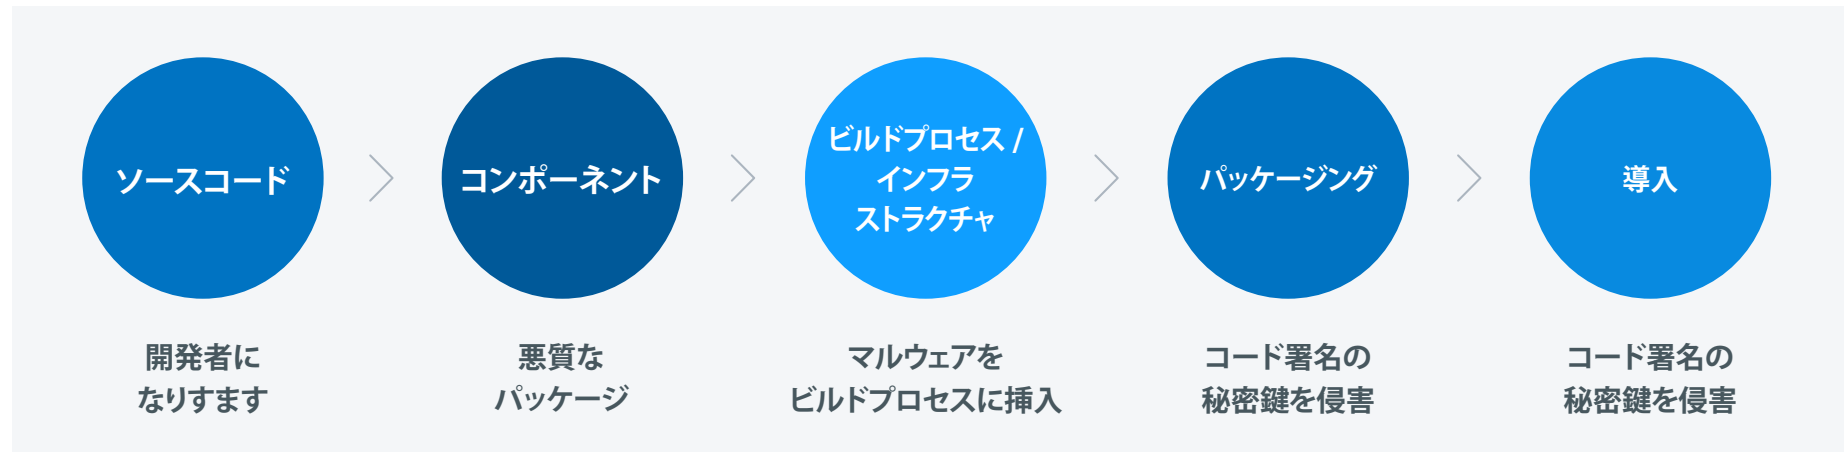 ソースコード
コンポーネント
ビルドプロセス /
インフラ
ストラクチャ
パッケージング
導入
開発者に
なりすます
悪質な
パッケージ
マルウェアを
ビルドプロセスに挿入
コード署名の
秘密鍵を侵害
コード署名の
秘密鍵を侵害